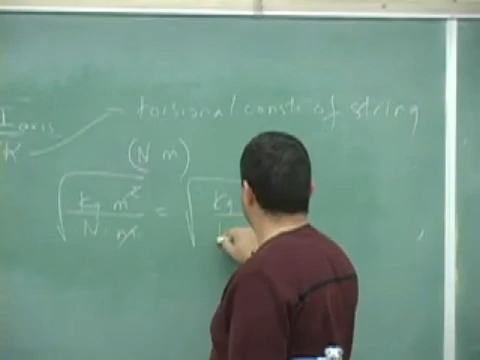 I axis — torsional const. of string
K
(N m)
√ kg m² / N · m = √ kg